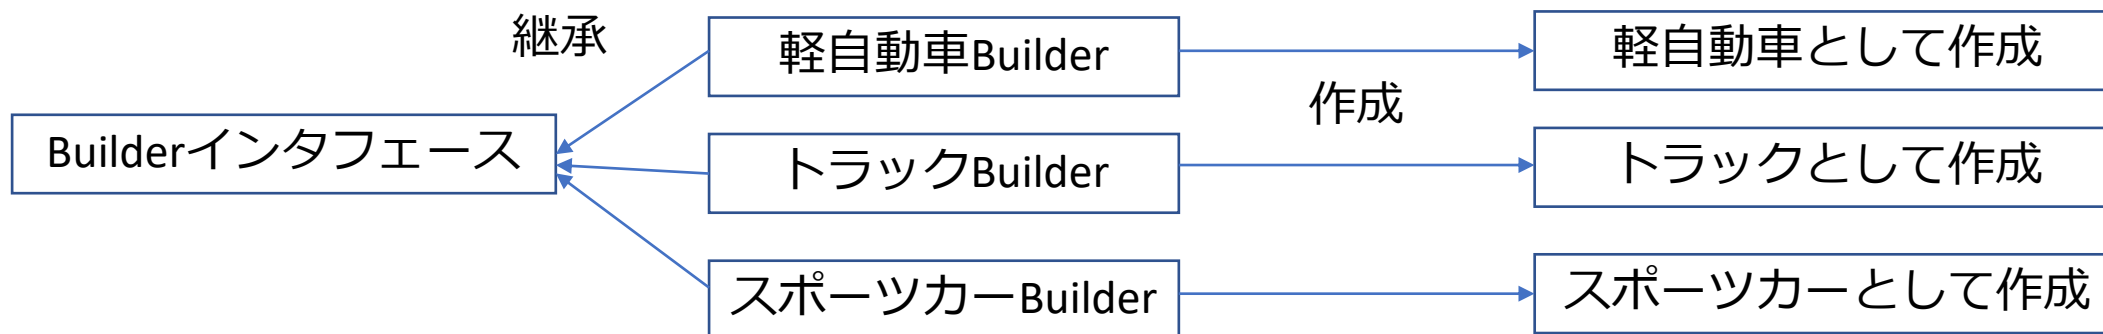 継承
軽自動車Builder
軽自動車として作成
作成
Builderインタフェース
トラックBuilder
トラックとして作成
スポーツカーBuilder
スポーツカーとして作成